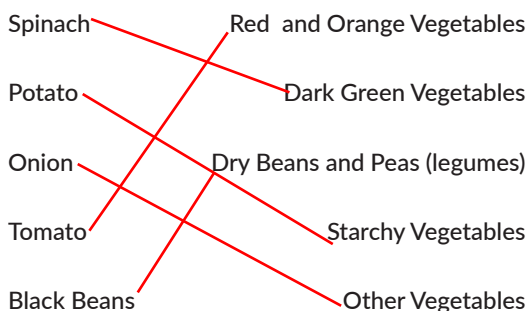 Spinach Red and Orange Vegetables
Potato Dark Green Vegetables
Onion Dry Beans and Peas (legumes)
Tomato Starchy Vegetables
Black Beans Other Vegetables